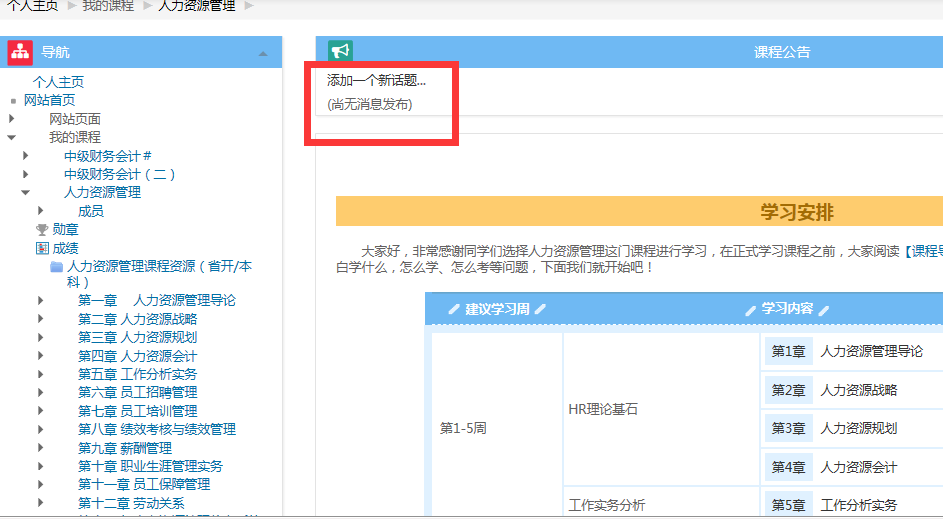 个人主页 我的课程 人力资源管理
导航
个人主页
网站首页
网站页面
我的课程
中级财务会计#
中级财务会计（二）
人力资源管理
成员
勋章
成绩
人力资源管理课程资源（省开/本
科）
第一章 人力资源管理导论
第二章 人力资源战略
第三章 人力资源规划
第四章 人力资源会计
第五章 工作分析实务
第六章 员工招聘管理
第七章 员工培训管理
第八章 绩效考核与绩效管理
第九章 薪酬管理
第十章 职业生涯管理实务
第十一章 员工保障管理
第十二章 劳动关系
课程公告
添加一个新话题...
(尚无消息发布)
学习安排
大家好，非常感谢同学们选择人力资源管理这门课程进行学习，在正式学习课程之前，大家阅读【课程导
白学什么，怎么学、怎么考等问题，下面我们就开始吧！
建议学习周 学习内容
第1-5周
HR理论基石
第1章 人力资源管理导论
第2章 人力资源战略
第3章 人力资源规划
第4章 人力资源会计
工作实务分析
第5章 工作分析实务